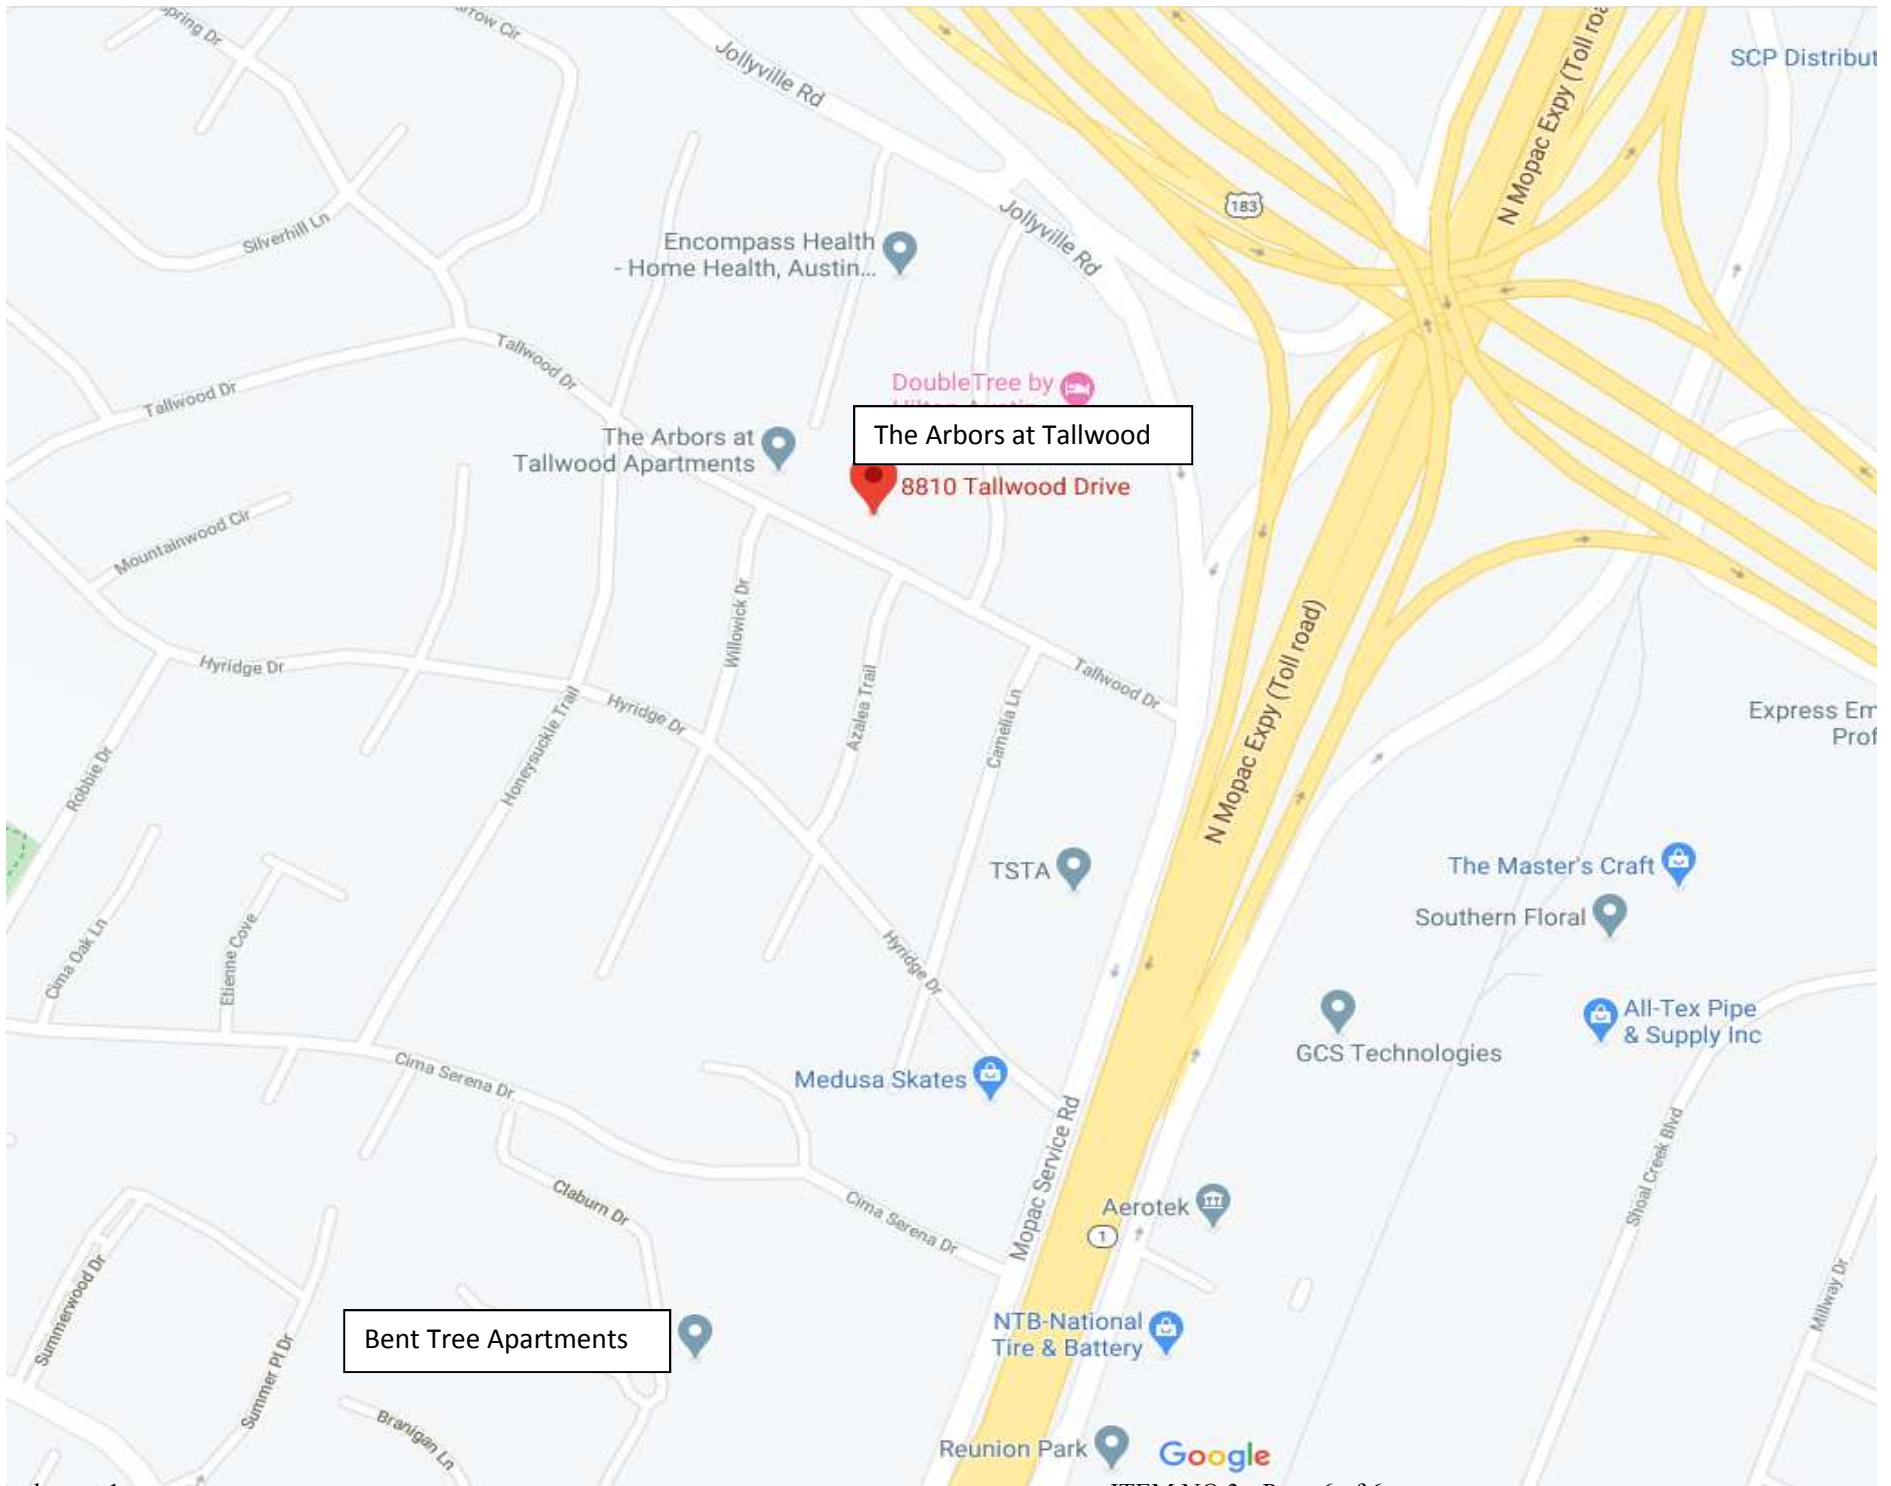 Spring Dr
rrow Cir
Jollyville Rd
N Mopac Expy (Toll road
SCP Distribut
183
Silverhill Ln
Jollyville Rd
Encompass Health
- Home Health, Austin...
Tallwood Dr
Tallwood Dr
DoubleTree by
The Arbors at Tallwood
The Arbors at
Tallwood Apartments
8810 Tallwood Drive
Mountainwood Cir
Willowick Dr
Hyridge Dr
Hyridge Dr
Azalea Trail
Camelia Ln
Tallwood Dr
N Mopac Expy (Toll road)
Honeysuckle Trail
Robbie Dr
Express Em
Prof
TSTA
The Master's Craft
Southern Floral
Cima Oak Ln
Etienne Cove
Hyridge Dr
All-Tex Pipe
& Supply Inc
GCS Technologies
Cima Serena Dr
Medusa Skates
Mopac Service Rd
Shoal Creek Blvd
Claburn Dr
Cima Serena Dr
Aerotek
1
Summerwood Dr
Millway Dr
NTB-National
Tire & Battery
Bent Tree Apartments
Summer Pl Dr
Branigan Ln
Reunion Park
Google